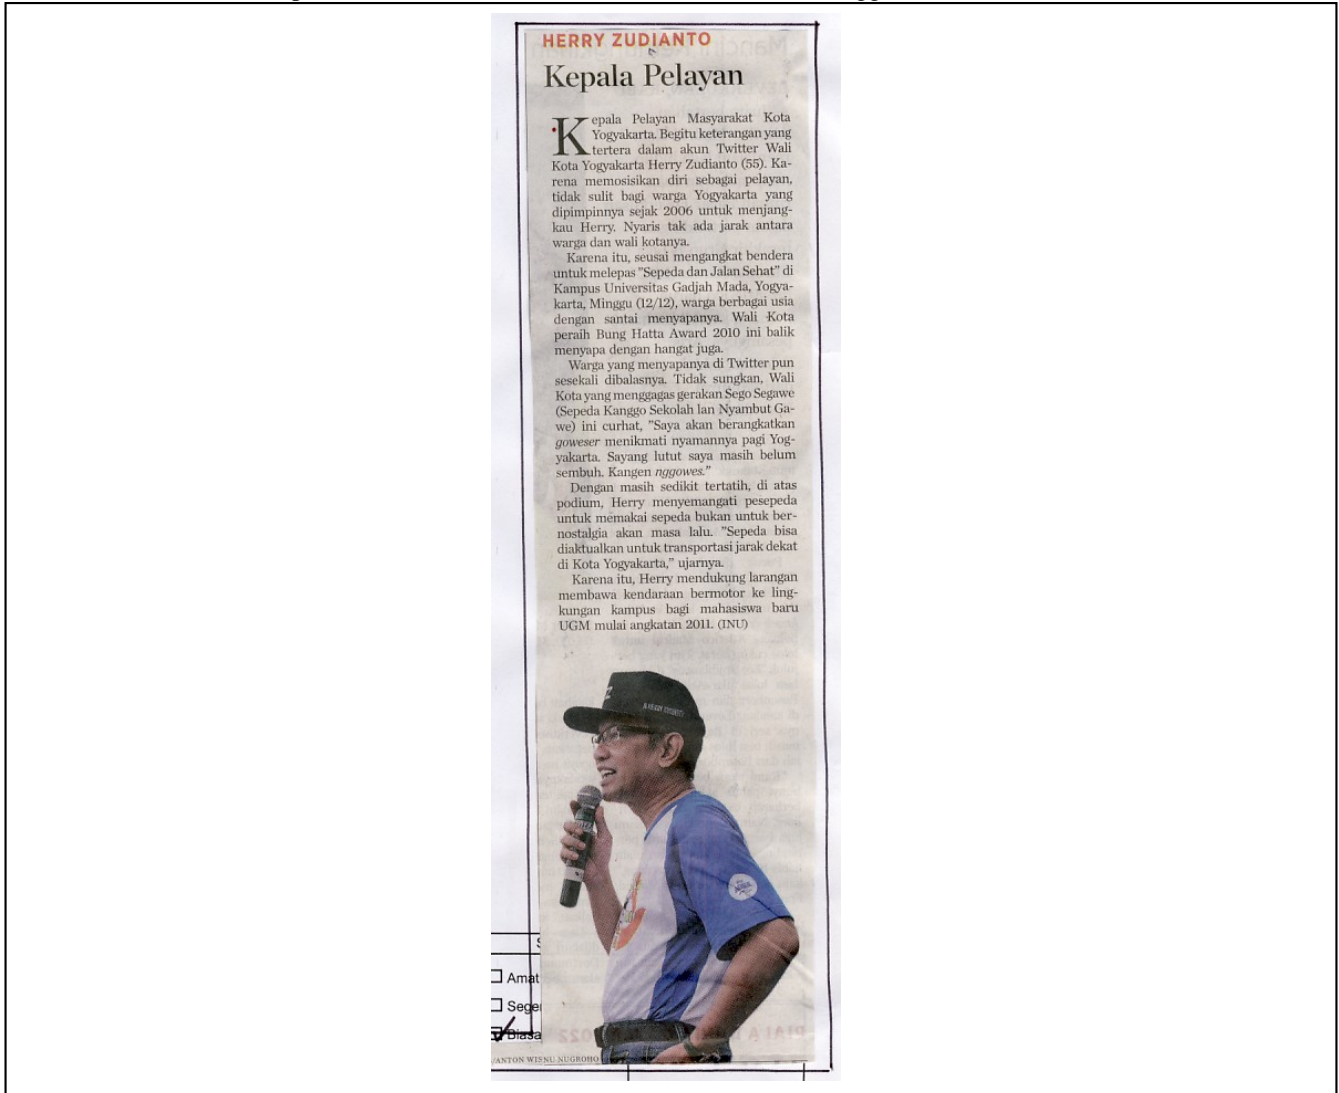 HERRY ZUDIANTO
Kepala Pelayan
Kepala Pelayan Masyarakat Kota
Yogyakarta. Begitu keterangan yang
tertera dalam akun Twitter Wali
Kota Yogyakarta Herry Zudianto (55). Ka-
rena memosisikan diri sebagai pelayan,
tidak sulit bagi warga Yogyakarta yang
dipimpinnya sejak 2006 untuk menjang-
kau Herry. Nyaris tak ada jarak antara
warga dan wali kotanya.
Karena itu, seusai mengangkat bendera
untuk melepas "Sepeda dan Jalan Sehat" di
Kampus Universitas Gadjah Mada, Yogya-
karta, Minggu (12/12), warga berbagai usia
dengan santai menyapanya. Wali Kota
peraih Bung Hatta Award 2010 ini balik
menyapa dengan hangat juga.
Warga yang menyapanya di Twitter pun
sesekali dibalasnya. Tidak sungkan, Wali
Kota yang menggagas gerakan Sego Segawe
(Sepeda Kanggo Sekolah lan Nyambut Ga-
we) ini curhat, "Saya akan berangkatkan
goweser menikmati nyamannya pagi Yog-
yakarta. Sayang lutut saya masih belum
sembuh. Kangen nggowes."
Dengan masih sedikit tertatih, di atas
podium, Herry menyemangati pesepeda
untuk memakai sepeda bukan untuk ber-
nostalgia akan masa lalu. "Sepeda bisa
diaktualkan untuk transportasi jarak dekat
di Kota Yogyakarta," ujarnya.
Karena itu, Herry mendukung larangan
membawa kendaraan bermotor ke ling-
kungan kampus bagi mahasiswa baru
UGM mulai angkatan 2011. (INU)
Amat
Sege
Biasa
/ANTON WISNU NUGROHO